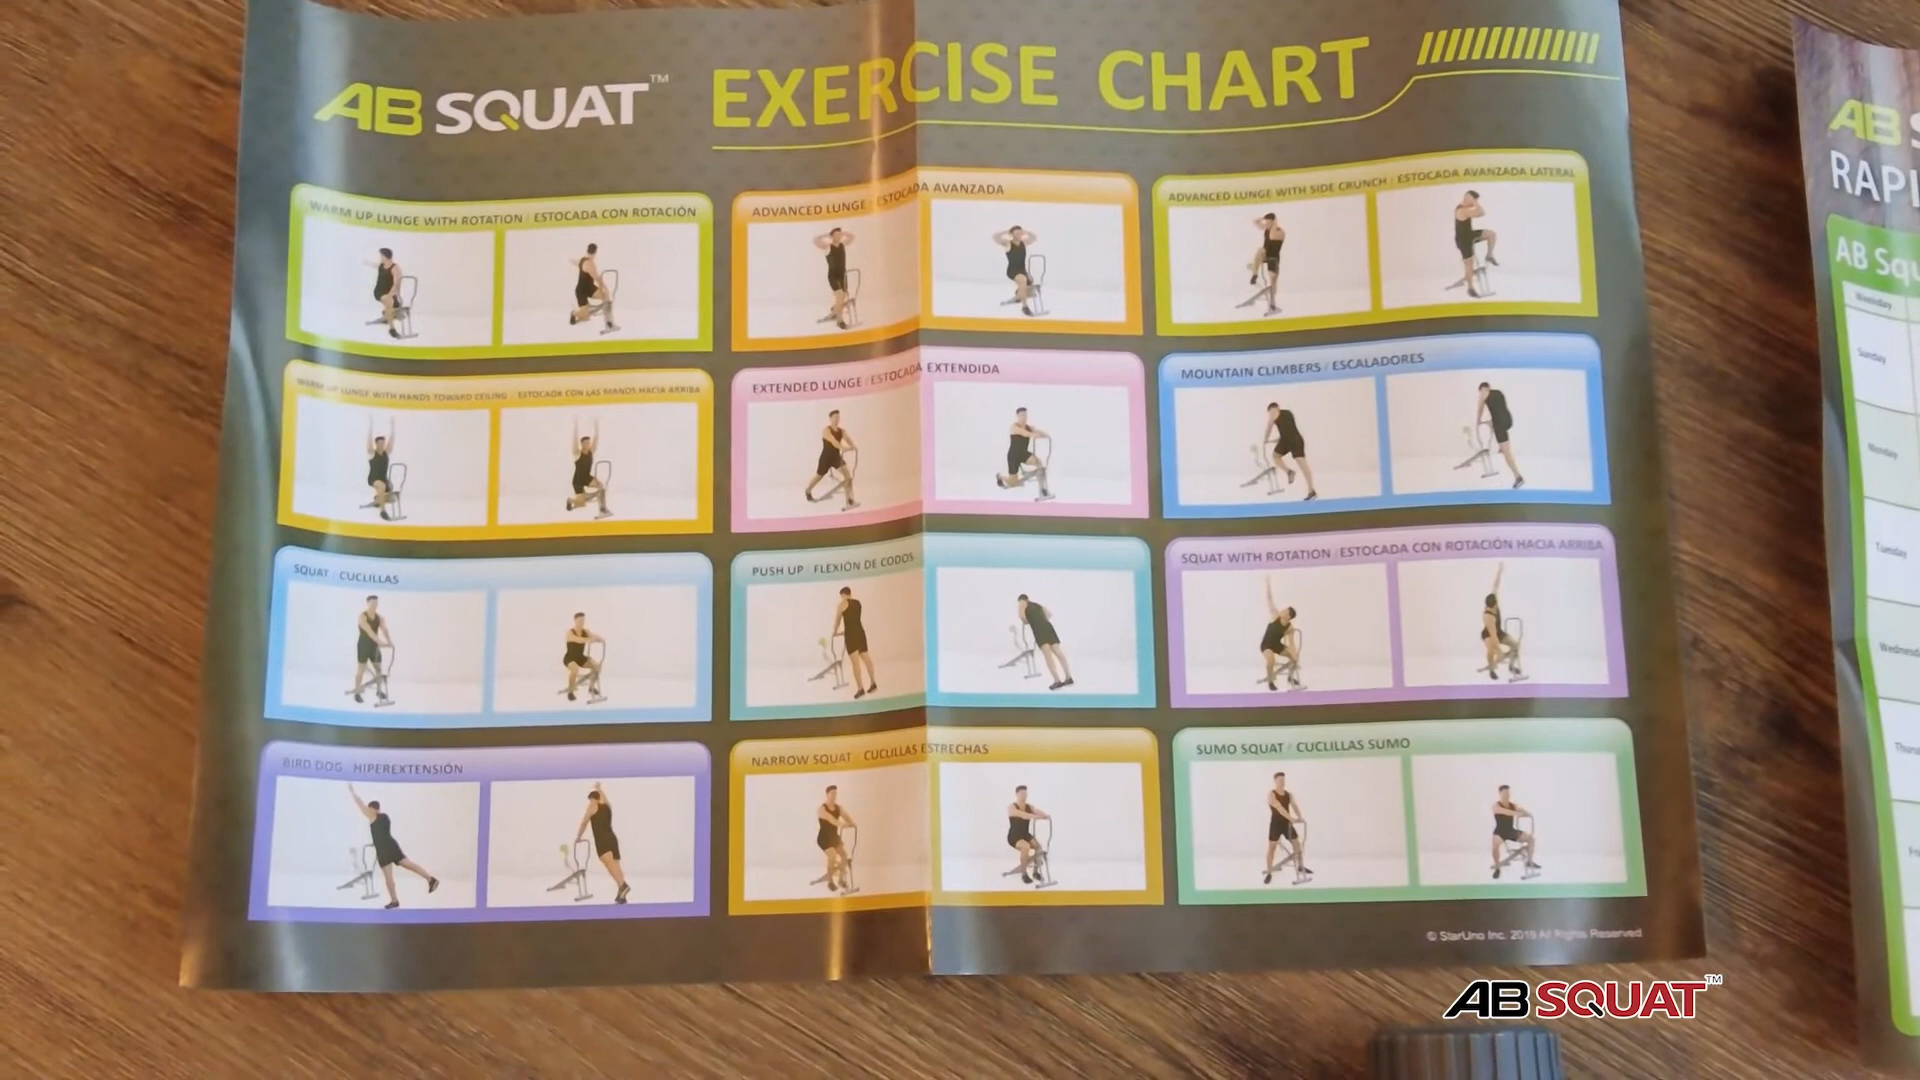 AB SQUAT™ EXERCISE CHART
WARM UP LUNGE WITH ROTATION / ESTOCADA CON ROTACIÓN
ADVANCED LUNGE / ESTOCADA AVANZADA
ADVANCED LUNGE WITH SIDE CRUNCH / ESTOCADA AVANZADA LATERAL
WARM UP LUNGE WITH HANDS TOWARD CEILING / ESTOCADA CON LAS MANOS HACIA ARRIBA
EXTENDED LUNGE / ESTOCADA EXTENDIDA
MOUNTAIN CLIMBERS / ESCALADORES
SQUAT / CUCLILLAS
PUSH UP / FLEXIÓN DE CODOS
SQUAT WITH ROTATION / ESTOCADA CON ROTACIÓN HACIA ARRIBA
BIRD DOG / HIPEREXTENSIÓN
NARROW SQUAT / CUCLILLAS ESTRECHAS
SUMO SQUAT / CUCLILLAS SUMO
© StarUno Inc. 2019 All Rights Reserved
AB S
RAPI
AB Squ
Weekday
Sunday
Monday
Tuesday
Wednesda
Thurs
Fri
AB SQUAT™